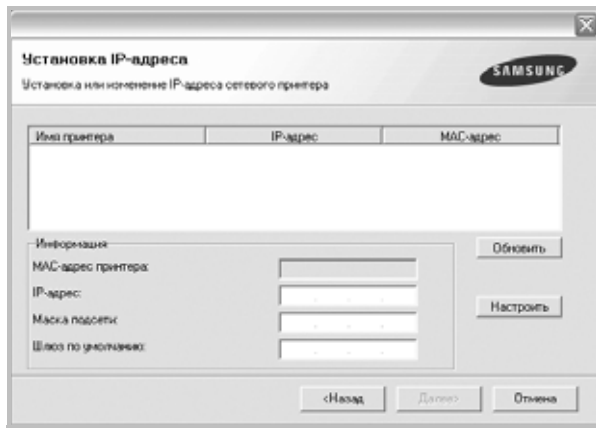 Установка IP-адреса
Установка или изменение IP-адреса сетевого принтера
SAMSUNG
Имя принтера IP-адрес MAC-адрес
Информация
Обновить
MAC-адрес принтера:
IP-адрес:
Настроить
Маска подсети:
Шлюз по умолчанию:
<Назад Далее> Отмена